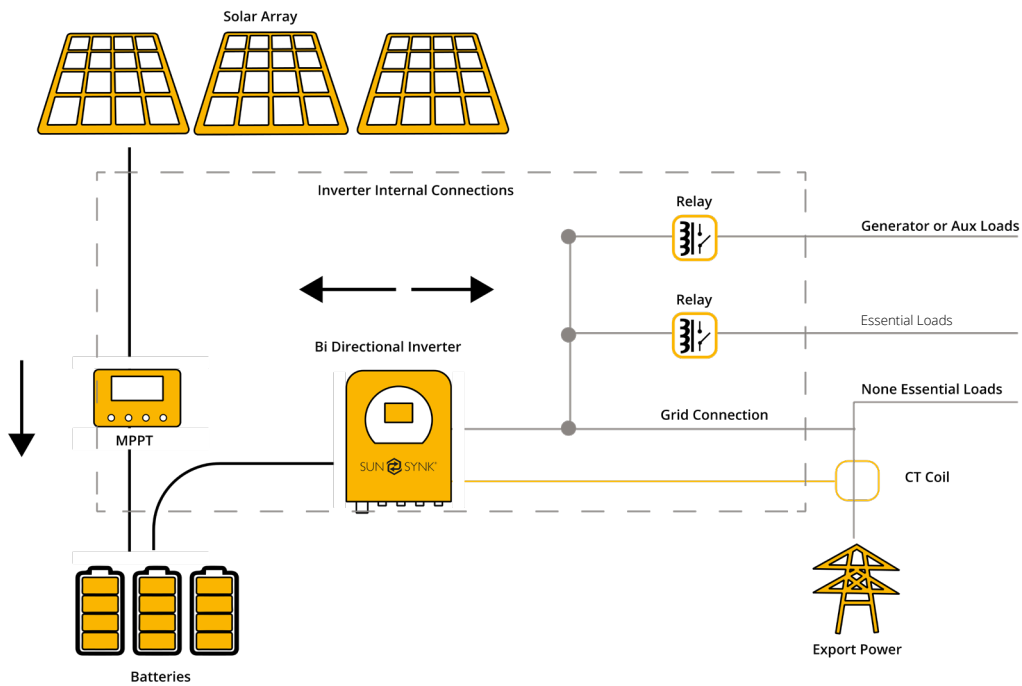 Solar Array
Inverter Internal Connections
Relay
Generator or Aux Loads
Relay
Essential Loads
Bi Directional Inverter
None Essential Loads
Grid Connection
MPPT
SUN SYNK™
CT Coil
Export Power
Batteries